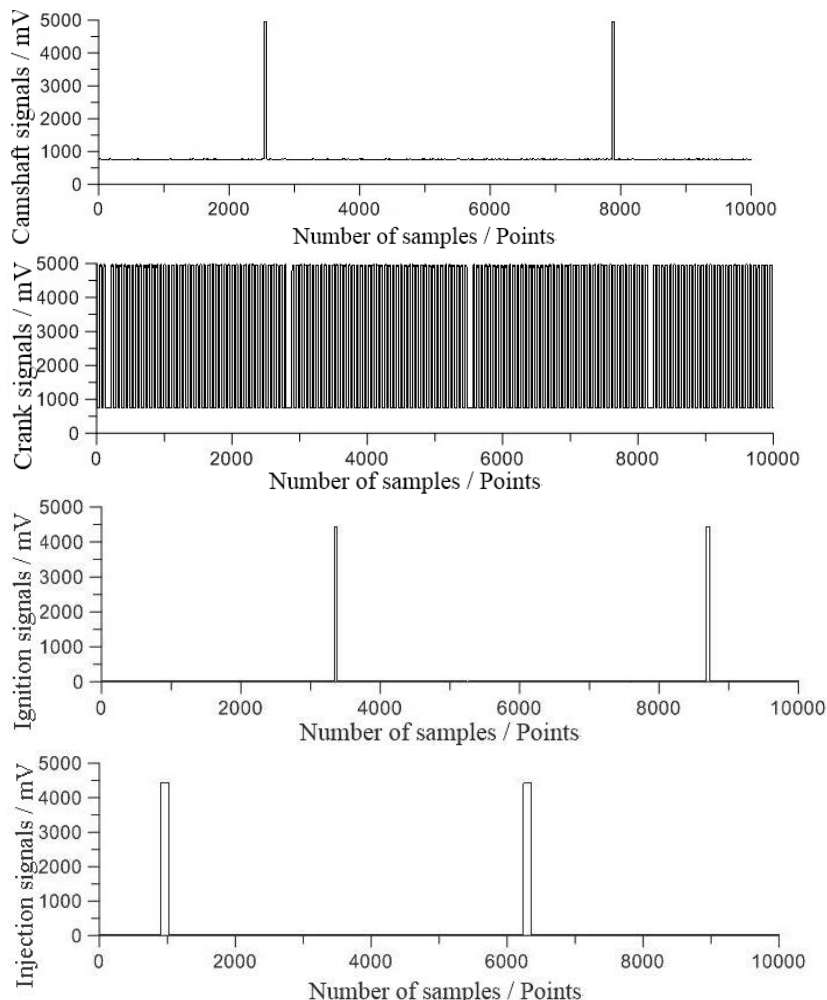 Camshaft signals / mV
5000
4000
3000
2000
1000
0
0 2000 4000 6000 8000 10000
Number of samples / Points
Crank signals / mV
5000
4000
3000
2000
1000
0
0 2000 4000 6000 8000 10000
Number of samples / Points
Ignition signals / mV
5000
4000
3000
2000
1000
0
0 2000 4000 6000 8000 10000
Number of samples / Points
Injection signals / mV
5000
4000
3000
2000
1000
0
0 2000 4000 6000 8000 10000
Number of samples / Points